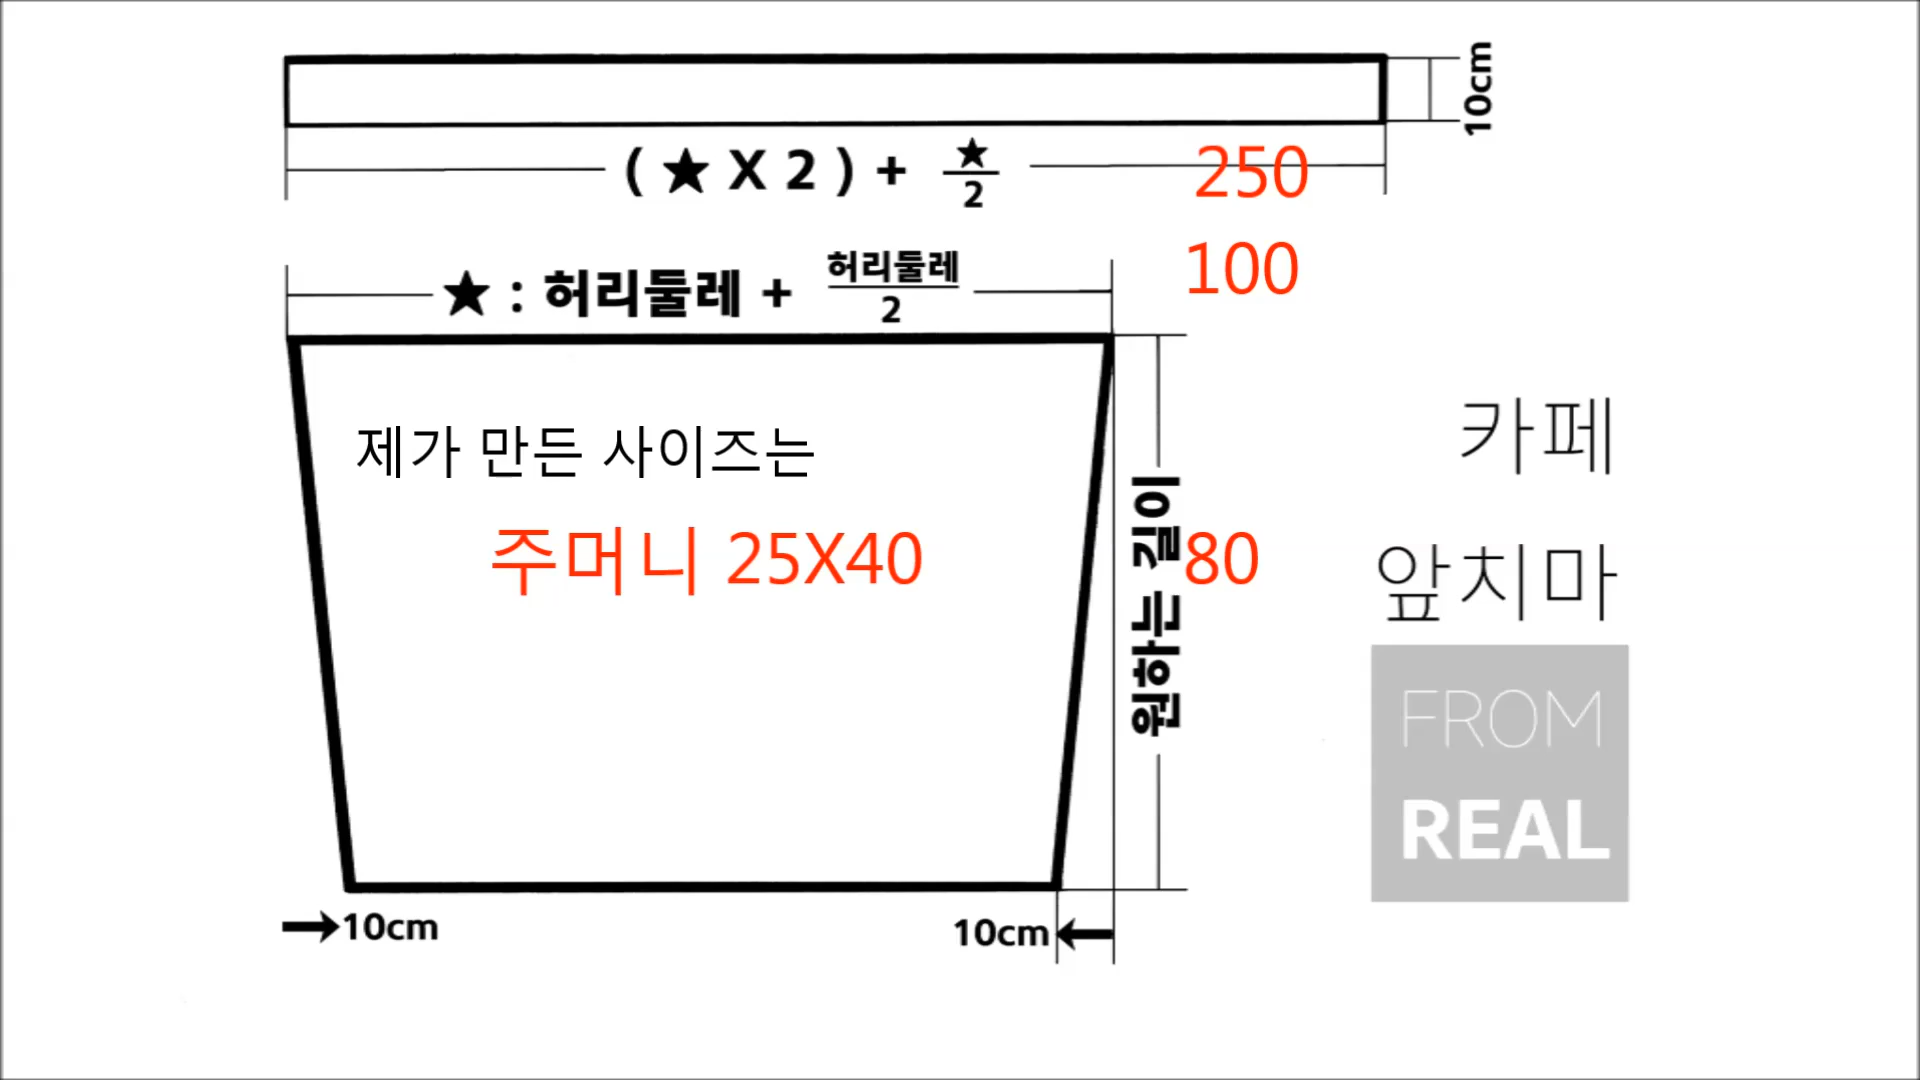 10cm
( ★ X 2 ) + ★/2
250
★ : 허리둘레 + 허리둘레/2
100
제가 만든 사이즈는
주머니 25X40
원하는 길이
80
카페
앞치마
FROM
REAL
10cm
10cm